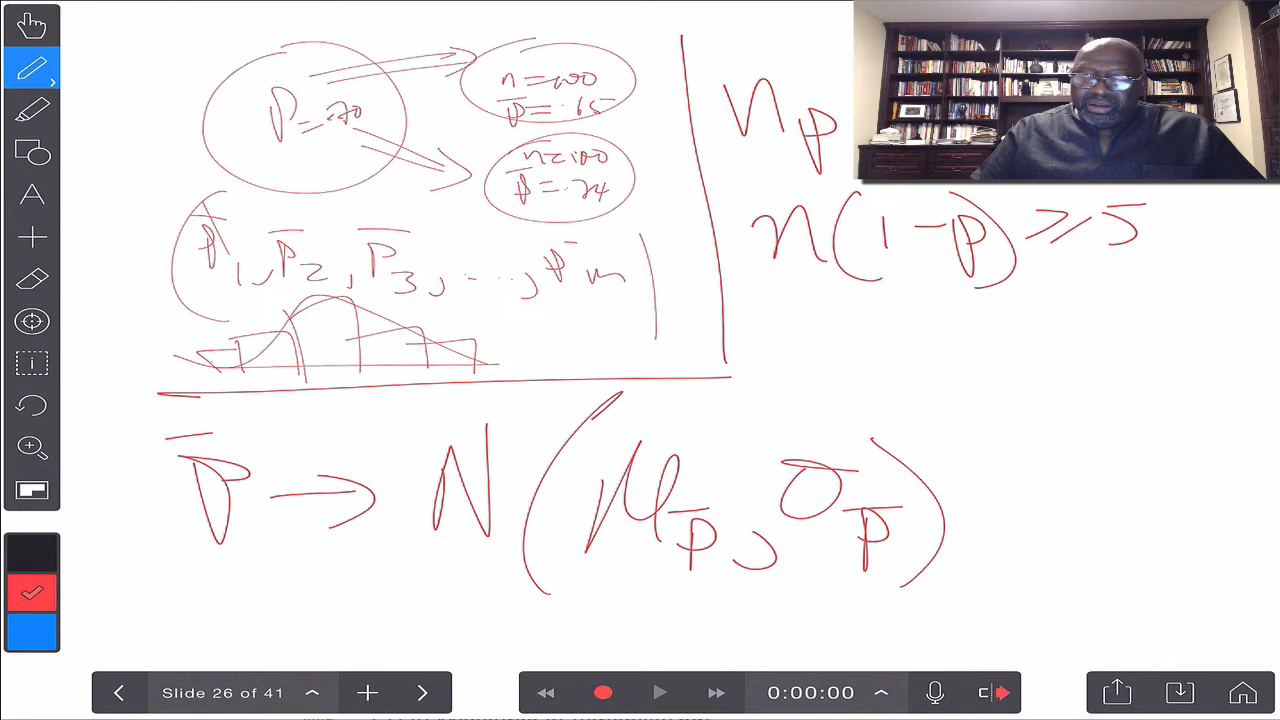 P = .70
n=100
p̅ = .65
n=100
p̅ = .74
p̅1, p̅2, p̅3, ..., p̅m
np
n(1-p) ≥ 5
p̅ → N(μp̅, σp̅)
Slide 26 of 41
0:00:00